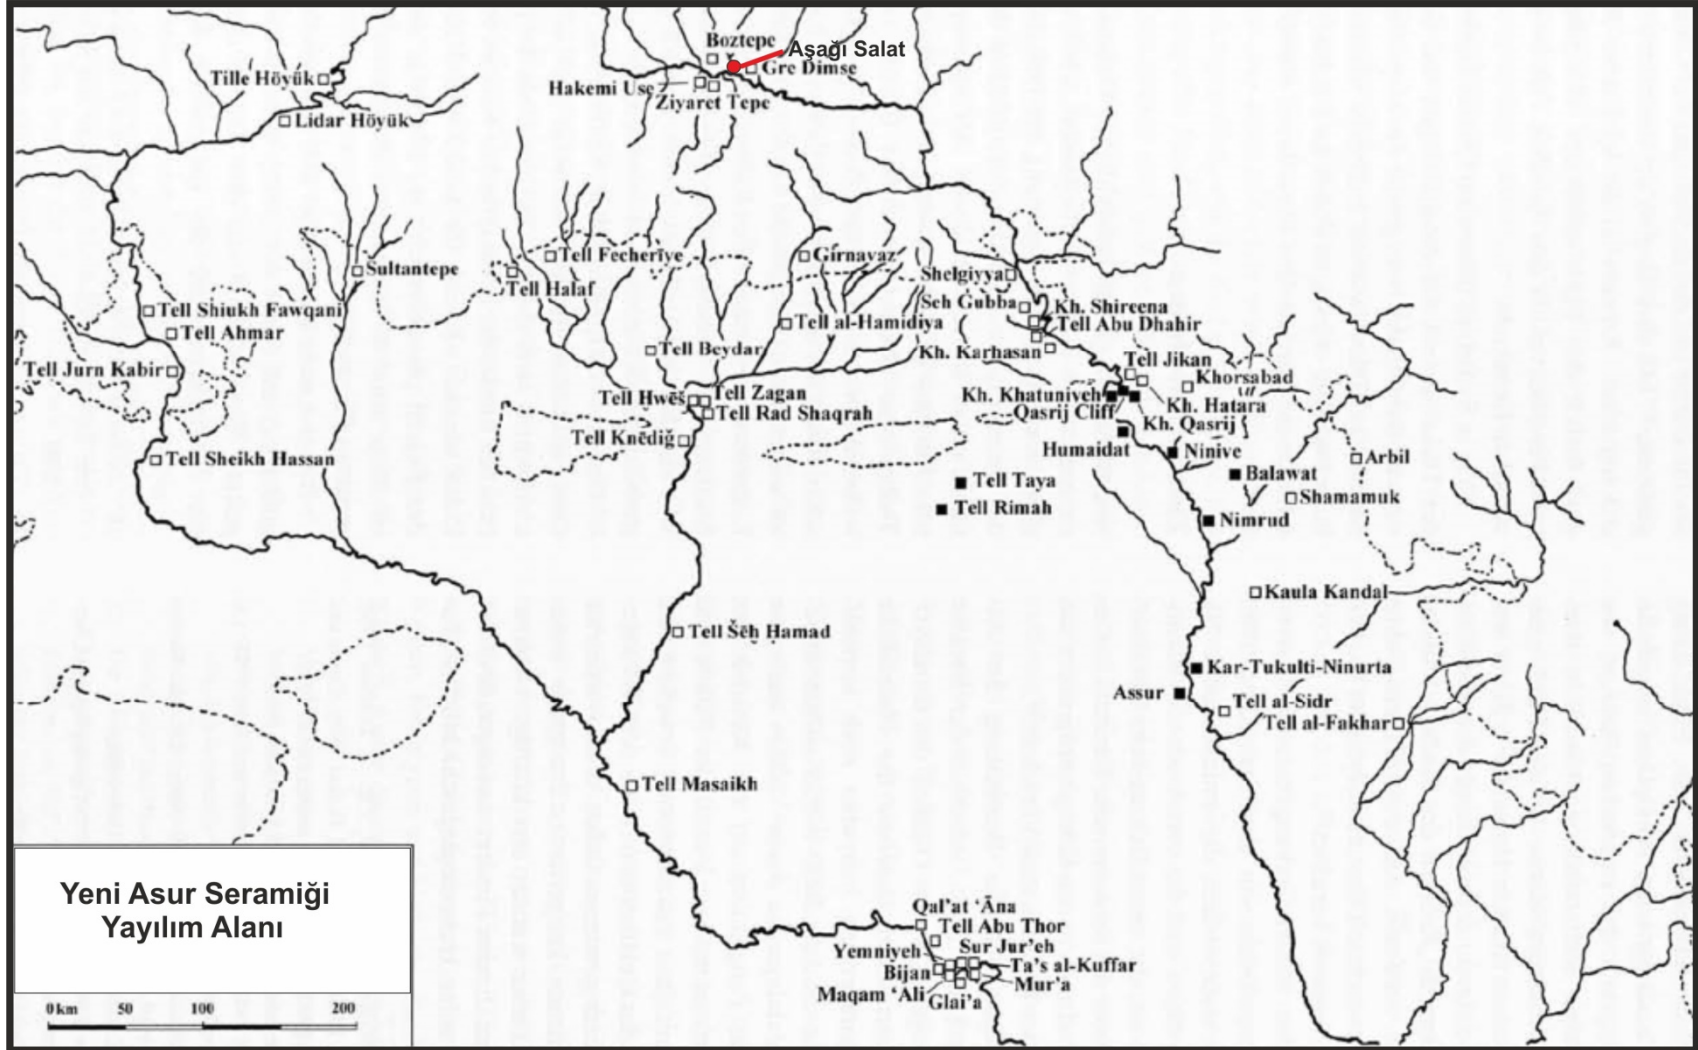 Boztepe
Aşağı Salat
Tille Höyük
Gre Dimse
Hakemi Use
Ziyaret Tepe
Lidar Höyük
Sultantepe
Tell Fecherīye
Girnavaz
Shelgiyya
Tell Halaf
Seh Gubba
Kh. Shireena
Tell Shiukh Fawqani
Tell al-Hamidiya
Tell Abu Dhahir
Tell Ahmar
Tell Beydar
Kh. Karhasan
Tell Jikan
Tell Jurn Kabir
Khorsabad
Tell Hwēš
Tell Zagan
Kh. Khatuniyeh
Kh. Hatara
Tell Rad Shaqrah
Qasrij Cliff
Kh. Qasrij
Tell Knēdiğ
Humaidat
Ninive
Tell Sheikh Hassan
Arbil
Balawat
Tell Taya
Shamamuk
Tell Rimah
Nimrud
Kaula Kandal
Tell Šēh Hamad
Kar-Tukulti-Ninurta
Assur
Tell al-Sidr
Tell al-Fakhar
Tell Masaikh
Yeni Asur Seramiği
Yayılım Alanı
Qal'at ‘Āna
Tell Abu Thor
Yemniyeh
Sur Jur'eh
Bijan
Ta's al-Kuffar
Mur'a
Maqam ‘Ali
Glai'a
0 km 50 100 200